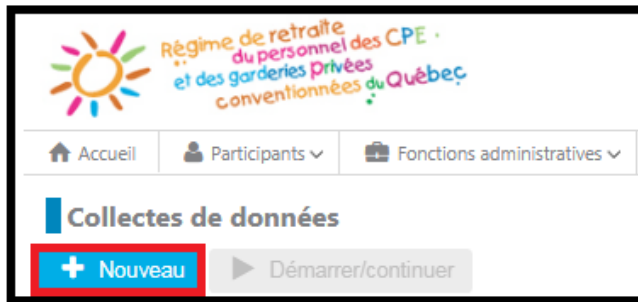 Régime de retraite
du personnel des CPE
et des garderies privées
conventionnées du Québec
Accueil Participants Fonctions administratives
Collectes de données
Nouveau Démarrer/continuer